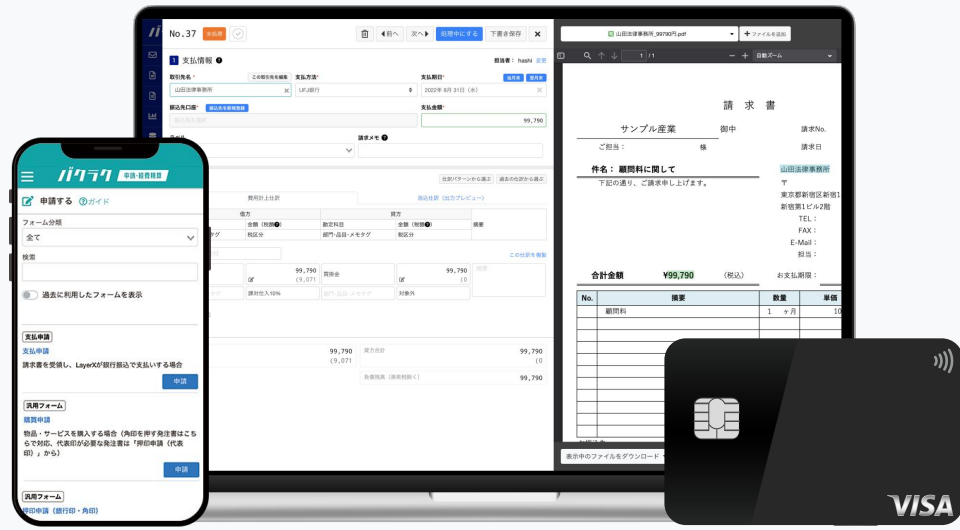 No.37 未処理
◀前へ 次へ▶ 処理中にする 下書き保存 ×
1 支払情報
担当者： hashi 変更
取引先名* この取引先を編集 支払方法* 支払期日* 当月末 翌月末
山田法律事務所 UFJ銀行 2022年 8月 31日（水）
振込先口座* 振込先を新規登録 支払金額*
99,790
請求メモ
仕訳パターンから選ぶ 過去の仕訳から選ぶ
費用計上仕訳 振込仕訳（出力プレビュー）
借方 貸方
金額（税額） 勘定科目 金額（税額） 摘要
税区分 部門・品目・メモタグ 税区分
この仕訳を複製
99,790 買掛金 99,790 摘要
(9,071 (0
課対仕入10% 部門・品目・メモタグ 対象外
99,790 貸方合計 99,790
(9,071 (0
99,790
山田法律事務所_99790円.pdf
+ ファイルを追加
1 /1 − + 自動ズーム
請 求 書
サンプル産業 御中 請求No.
ご担当： 様 請求日
件名：顧問料に関して 山田法律事務所
下記の通り、ご請求申し上げます。 〒
東京都新宿区新宿1
新宿第1ビル2階
TEL：
FAX：
E-Mail：
担当：
合計金額 ¥99,790 （税込） お支払期限：
No. 摘要 数量 単価
顧問料 1 ヶ月 10
表示中のファイルをダウンロード
バクラク 申請・経費精算
申請する ガイド
フォーム分類
全て
検索
過去に利用したフォームを表示
支払申請
支払申請
請求書を受領し、LayerXが銀行振込で支払いする場合
申請
汎用フォーム
購買申請
物品・サービスを購入する場合（角印を押す発注書はこち
らで対応、代表印が必要な発注書は「押印申請（代表
印）」から）
申請
汎用フォーム
押印申請（銀行印・角印）
VISA